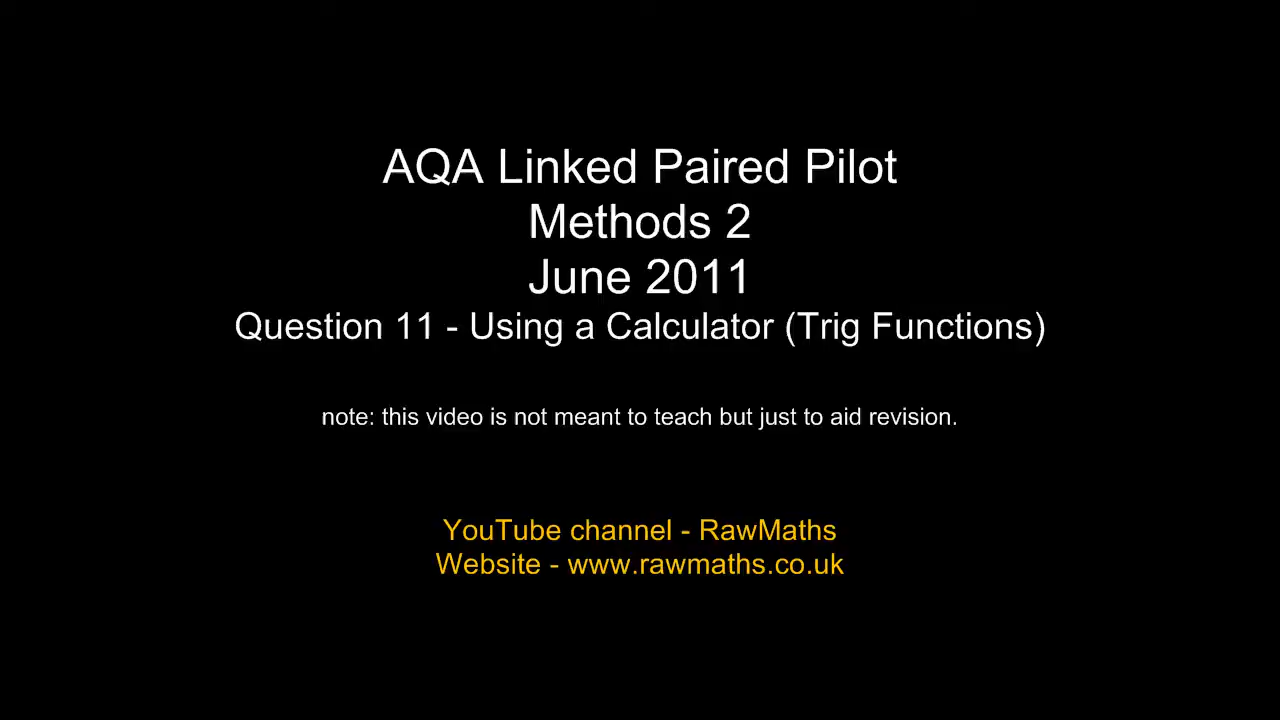 AQA Linked Paired Pilot
Methods 2
June 2011
Question 11 - Using a Calculator (Trig Functions)
note: this video is not meant to teach but just to aid revision.
YouTube channel - RawMaths
Website - www.rawmaths.co.uk